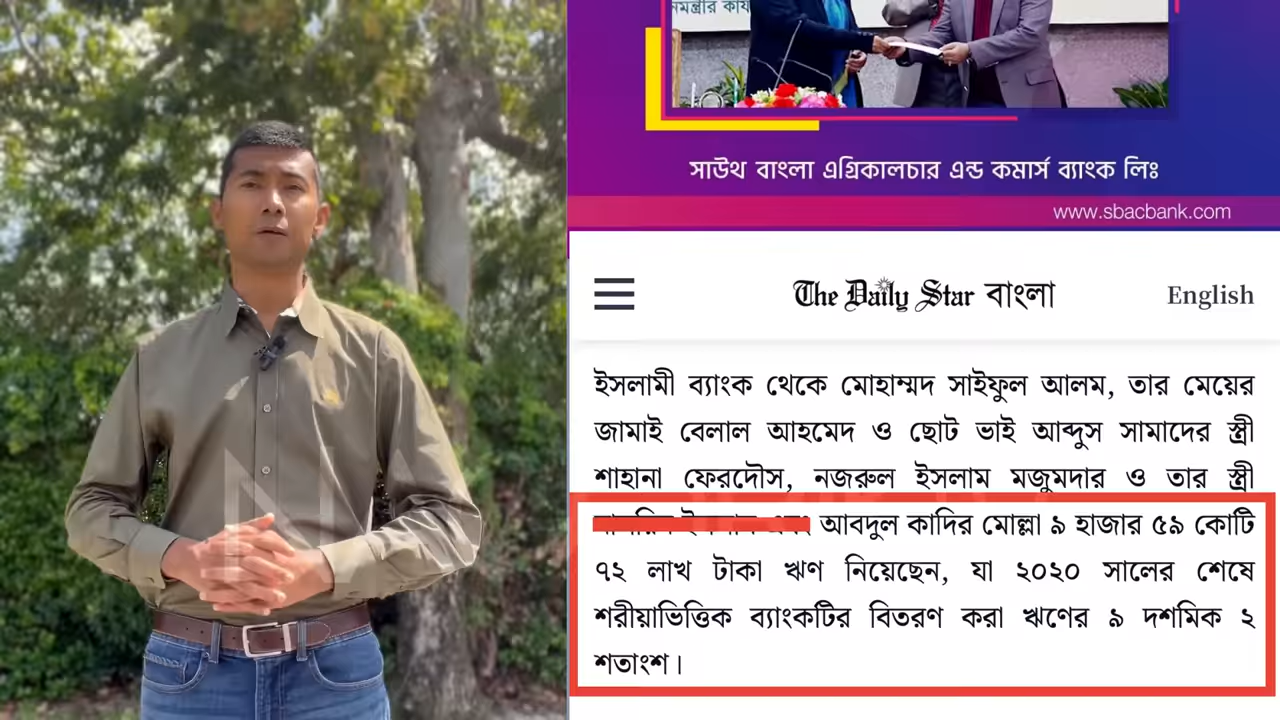 নমন্ত্রীর কার্য
সাউথ বাংলা এগ্রিকালচার এন্ড কমার্স ব্যাংক লিঃ
www.sbacbank.com
The Daily Star বাংলা
English
ইসলামী ব্যাংক থেকে মোহাম্মদ সাইফুল আলম, তার মেয়ের
জামাই বেলাল আহমেদ ও ছোট ভাই আব্দুস সামাদের স্ত্রী
শাহানা ফেরদৌস, নজরুল ইসলাম মজুমদার ও তার স্ত্রী
আবদুল কাদির মোল্লা ৯ হাজার ৫৯ কোটি
৭২ লাখ টাকা ঋণ নিয়েছেন, যা ২০২০ সালের শেষে
শরীয়াভিত্তিক ব্যাংকটির বিতরণ করা ঋণের ৯ দশমিক ২
শতাংশ।